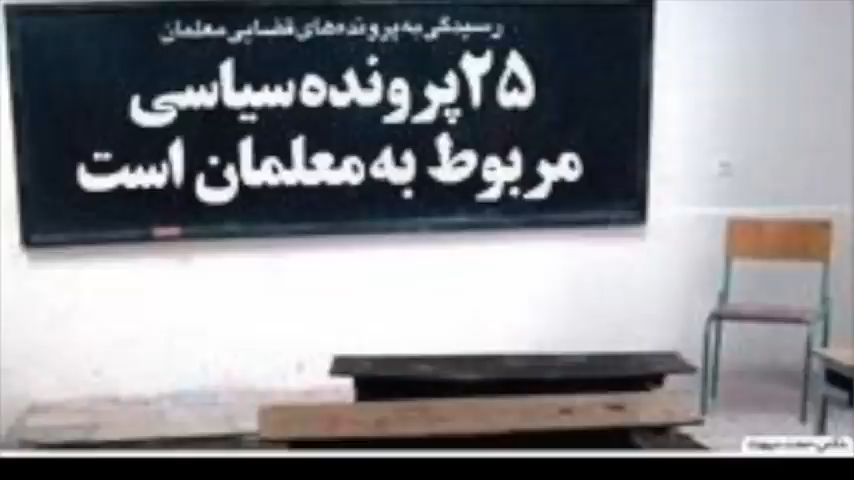 رسیدگی به پرونده‌های قضایی معلمان
۲۵ پرونده سیاسی
مربوط به معلمان است